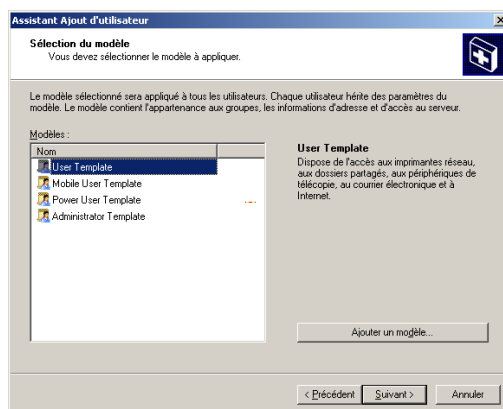 Assistant Ajout d'utilisateur
Sélection du modèle
Vous devez sélectionner le modèle à appliquer.
Le modèle sélectionné sera appliqué à tous les utilisateurs. Chaque utilisateur hérite des paramètres du
modèle. Le modèle contient l'appartenance aux groupes, les informations d'adresse et d'accès au serveur.
Modèles :
Nom
User Template
Mobile User Template
Power User Template
Administrator Template
User Template
Dispose de l'accès aux imprimantes réseau,
aux dossiers partagés, aux périphériques de
télécopie, au courrier électronique et à
Internet.
Ajouter un modèle...
< Précédent
Suivant >
Annuler